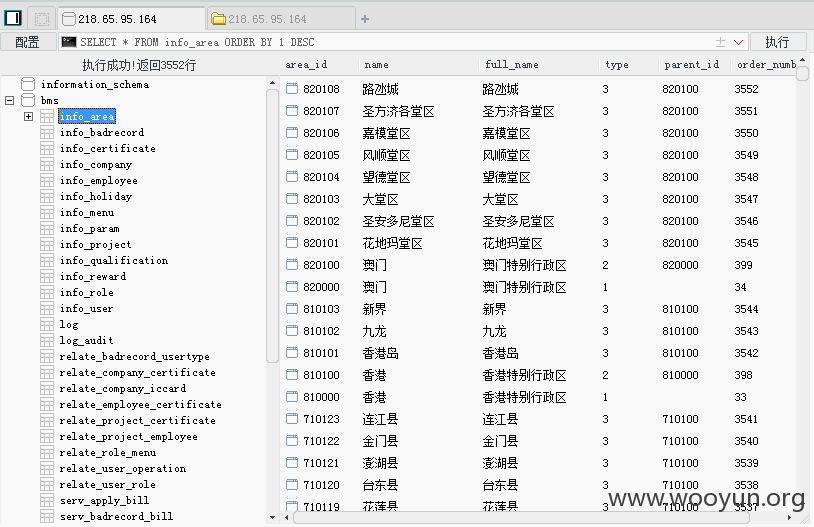 218.65.95.164 218.65.95.164
配置 SELECT * FROM info_area ORDER BY 1 DESC 执行
执行成功!返回3552行
information_schema
bms
info_area
info_badrecord
info_certificate
info_company
info_employee
info_holiday
info_menu
info_param
info_project
info_qualification
info_reward
info_role
info_user
log
log_audit
relate_badrecord_usertype
relate_company_certificate
relate_company_iccard
relate_employee_certificate
relate_project_certificate
relate_project_employee
relate_role_menu
relate_user_operation
relate_user_role
serv_apply_bill
serv_badrecord_bill
area_id name full_name type parent_id order_numb
820108 路氹城 路氹城 3 820100 3552
820107 圣方济各堂区 圣方济各堂区 3 820100 3551
820106 嘉模堂区 嘉模堂区 3 820100 3550
820105 风顺堂区 风顺堂区 3 820100 3549
820104 望德堂区 望德堂区 3 820100 3548
820103 大堂区 大堂区 3 820100 3547
820102 圣安多尼堂区 圣安多尼堂区 3 820100 3546
820101 花地玛堂区 花地玛堂区 3 820100 3545
820100 澳门 澳门特别行政区 2 820000 399
820000 澳门 澳门特别行政区 1 34
810103 新界 新界 3 810100 3544
810102 九龙 九龙 3 810100 3543
810101 香港岛 香港岛 3 810100 3542
810100 香港 香港特别行政区 2 810000 398
810000 香港 香港特别行政区 1 33
710123 连江县 连江县 3 710100 3541
710122 金门县 金门县 3 710100 3540
710121 澎湖县 澎湖县 3 710100 3539
710120 台东县 台东县 3 710100 3538
710119 花莲县 花莲县 3 710100 3537
www.wooyun.org